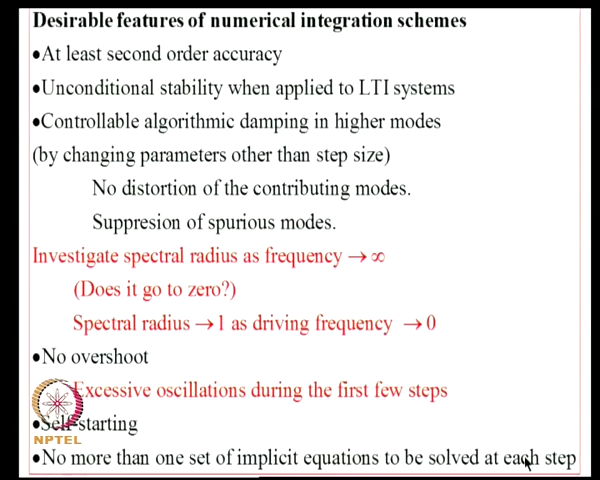 Desirable features of numerical integration schemes
•At least second order accuracy
•Unconditional stability when applied to LTI systems
•Controllable algorithmic damping in higher modes
(by changing parameters other than step size)
No distortion of the contributing modes.
Suppresion of spurious modes.
Investigate spectral radius as frequency → ∞
(Does it go to zero?)
Spectral radius → 1 as driving frequency → 0
•No overshoot
Excessive oscillations during the first few steps
•Self-starting
NPTEL
•No more than one set of implicit equations to be solved at each step